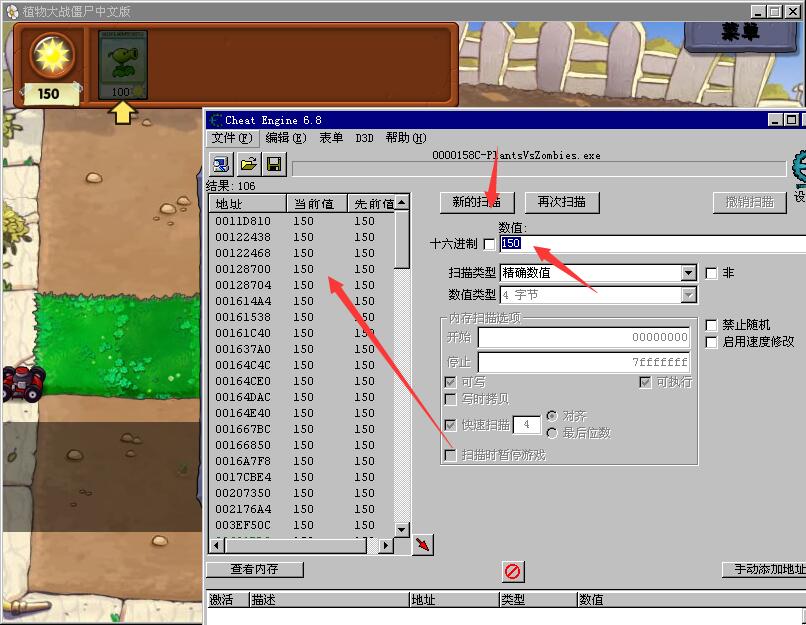 植物大战僵尸中文版
菜单
150
100
Cheat Engine 6.8
文件(F) 编辑(E) 表单 D3D 帮助(H)
0000158C-PlantsVsZombies.exe
结果: 106
地址 当前值 先前值
0011D810 150 150
00122438 150 150
00122468 150 150
00128700 150 150
00128704 150 150
001614A4 150 150
00161538 150 150
00161C40 150 150
001637A0 150 150
00164C4C 150 150
00164CE0 150 150
00164DAC 150 150
00164E40 150 150
001667BC 150 150
00166850 150 150
0016A7F8 150 150
0017CBE4 150 150
00207350 150 150
002176A4 150 150
003EF50C 150 150
新的扫描 再次扫描 撤销扫描
设
数值:
十六进制 150
扫描类型 精确数值 非
数值类型 4 字节
内存扫描选项
开始 00000000
停止 7fffffff
可写 可执行
写时拷贝
快速扫描 4 对齐
最后位数
扫描时暂停游戏
禁止随机
启用速度修改
查看内存 手动添加地址
激活 描述 地址 类型 数值